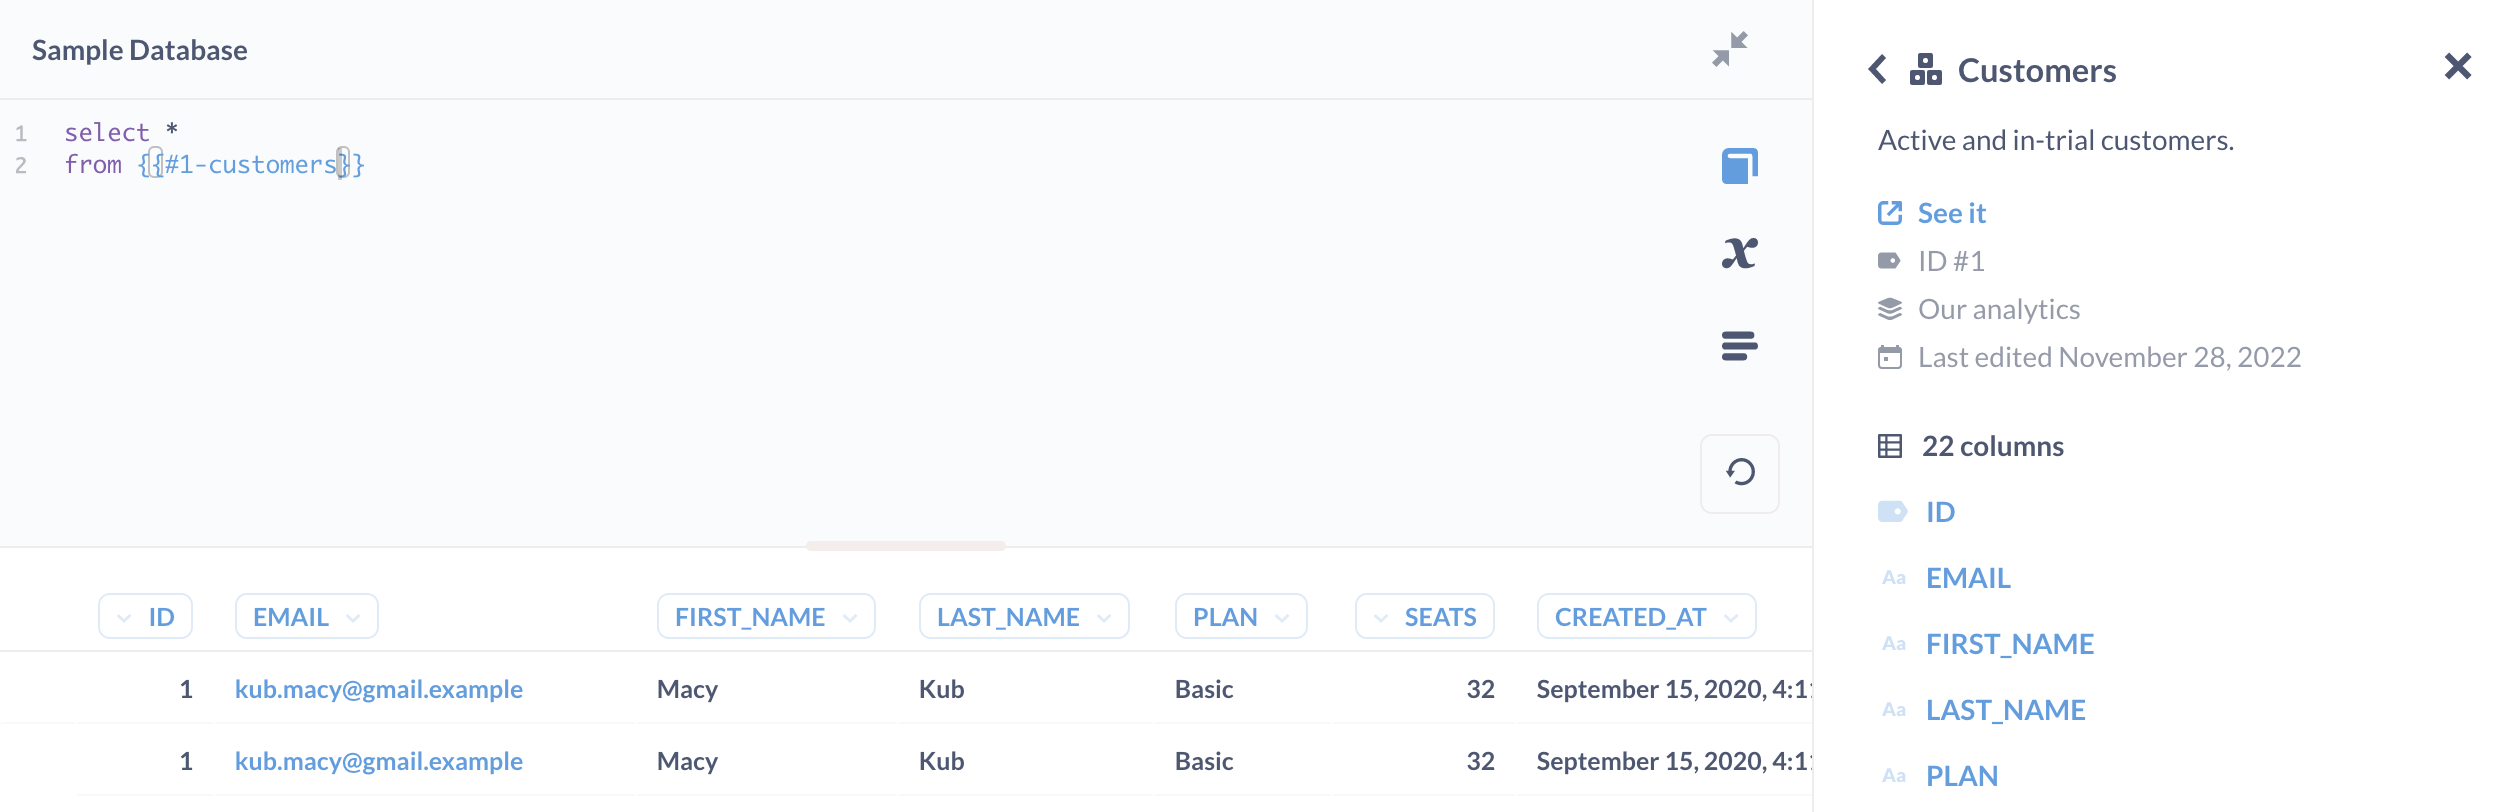 Sample Database
1 select *
2 from {{#1-customers}}
ID EMAIL FIRST_NAME LAST_NAME PLAN SEATS CREATED_AT
1 kub.macy@gmail.example Macy Kub Basic 32 September 15, 2020, 4:11
1 kub.macy@gmail.example Macy Kub Basic 32 September 15, 2020, 4:11
Customers
Active and in-trial customers.
See it
ID #1
Our analytics
Last edited November 28, 2022
22 columns
ID
Aa EMAIL
Aa FIRST_NAME
Aa LAST_NAME
Aa PLAN